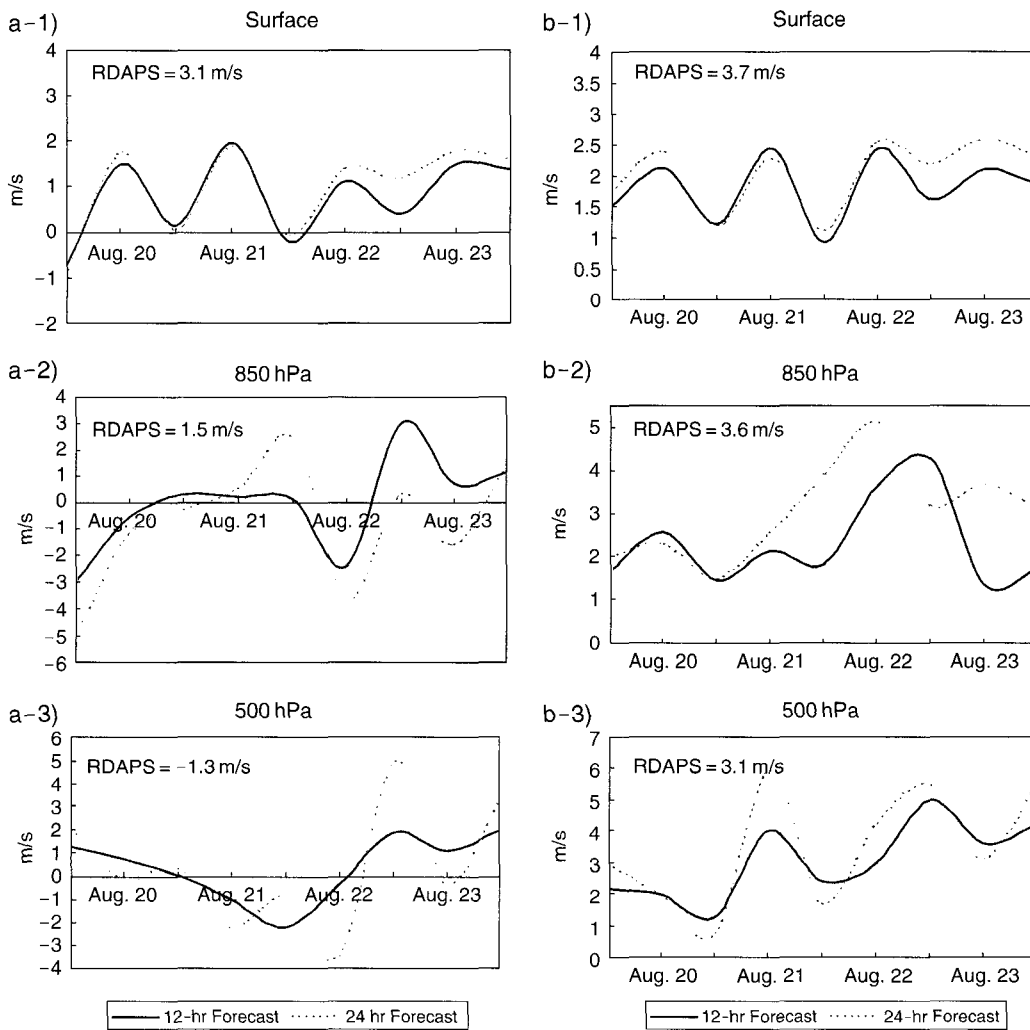 a-1)
Surface
4
3
2
1
0
-1
-2
m/s
RDAPS = 3.1 m/s
Aug. 20 Aug. 21 Aug. 22 Aug. 23
b-1)
Surface
4
3.5
3
2.5
2
1.5
1
0.5
0
m/s
RDAPS = 3.7 m/s
Aug. 20 Aug. 21 Aug. 22 Aug. 23
a-2)
850 hPa
4
3
2
1
0
-1
-2
-3
-4
-5
-6
m/s
RDAPS = 1.5 m/s
Aug. 20 Aug. 21 Aug. 22 Aug. 23
b-2)
850 hPa
5
4
3
2
1
0
m/s
RDAPS = 3.6 m/s
Aug. 20 Aug. 21 Aug. 22 Aug. 23
a-3)
500 hPa
6
5
4
3
2
1
0
-1
-2
-3
-4
m/s
RDAPS = -1.3 m/s
Aug. 20 Aug. 21 Aug. 22 Aug. 23
12-hr Forecast 24 hr Forecast
b-3)
500 hPa
7
6
5
4
3
2
1
0
m/s
RDAPS = 3.1 m/s
Aug. 20 Aug. 21 Aug. 22 Aug. 23
12-hr Forecast 24-hr Forecast